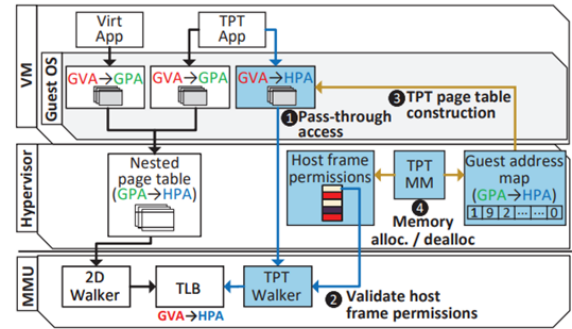 VM
Virt
App
TPT
App
Guest OS
GVA→GPA
GVA→GPA
GVA→HPA
❶Pass-through
access
❸TPT page table
construction
Hypervisor
Nested
page table
(GPA→HPA)
Host frame
permissions
TPT
MM
Guest address
map
(GPA→HPA)
1 9 2 ... ... 0
❹
Memory
alloc. / dealloc
MMU
2D
Walker
TLB
GVA→HPA
TPT
Walker
❷ Validate host
frame permissions